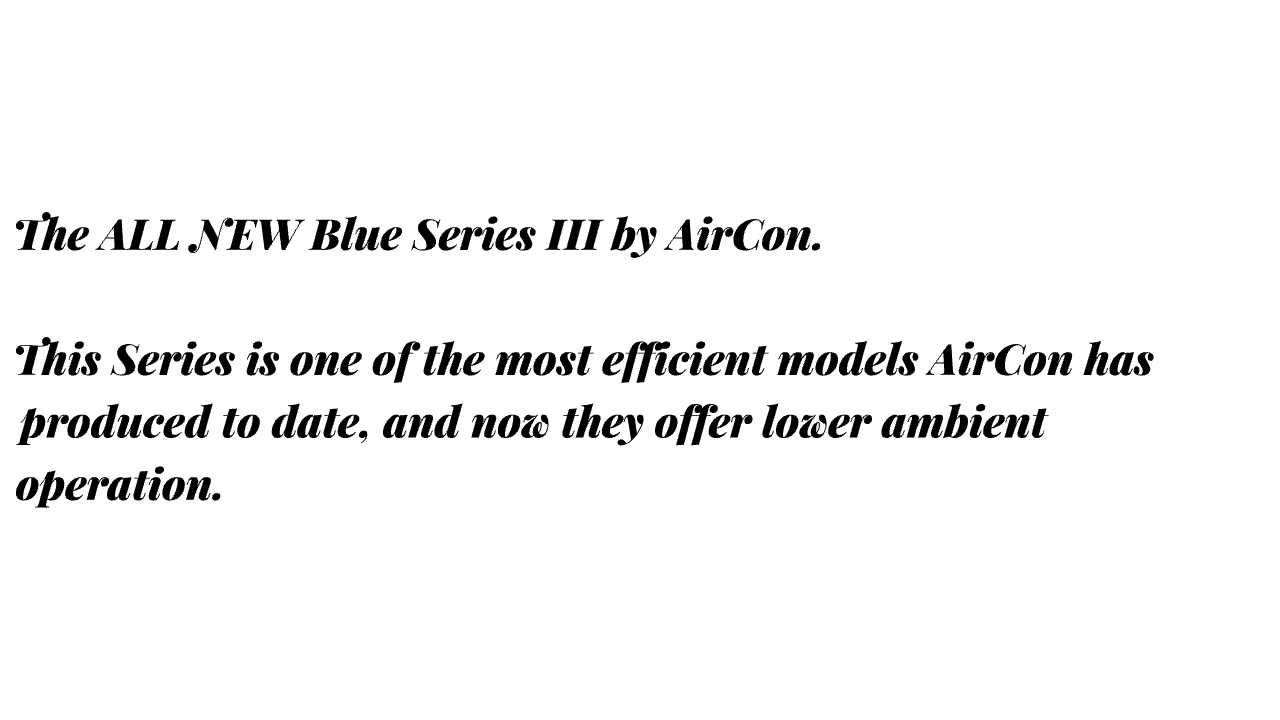 The ALL NEW Blue Series III by AirCon.
This Series is one of the most efficient models AirCon has
produced to date, and now they offer lower ambient
operation.